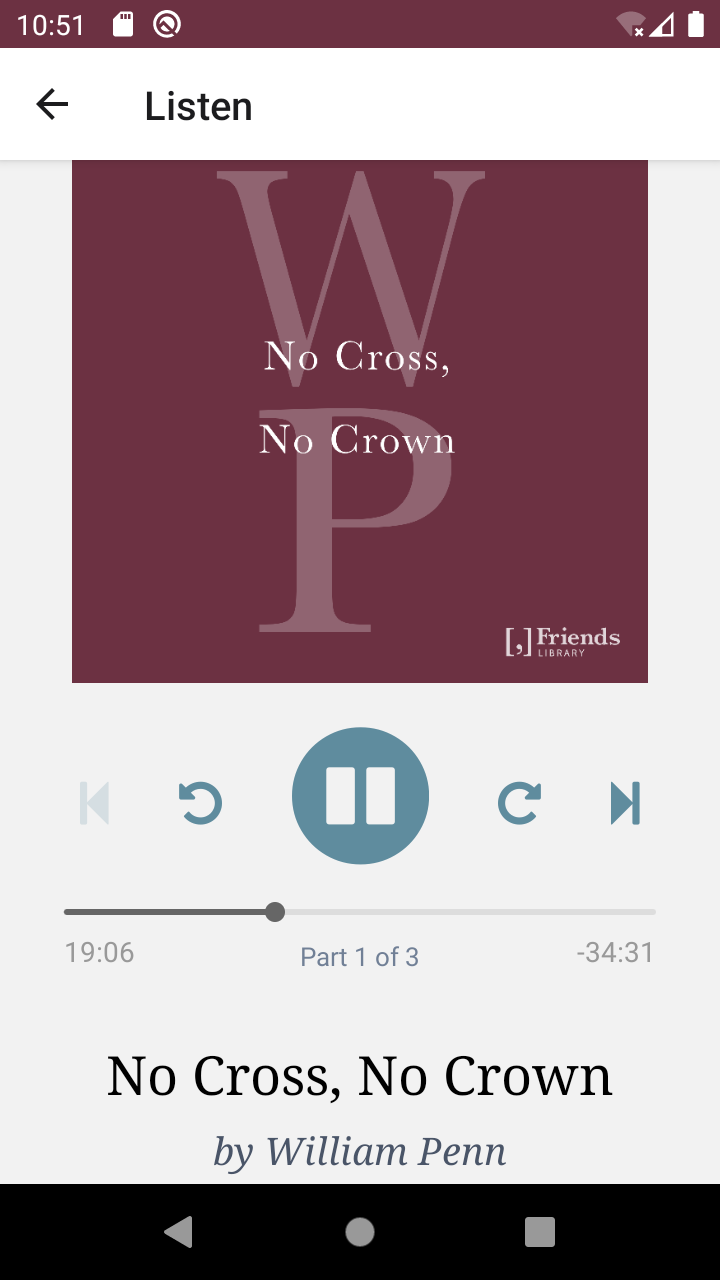 10:51
Listen
W
No Cross,
No Crown
P
[,] Friends
LIBRARY
19:06
Part 1 of 3
-34:31
No Cross, No Crown
by William Penn